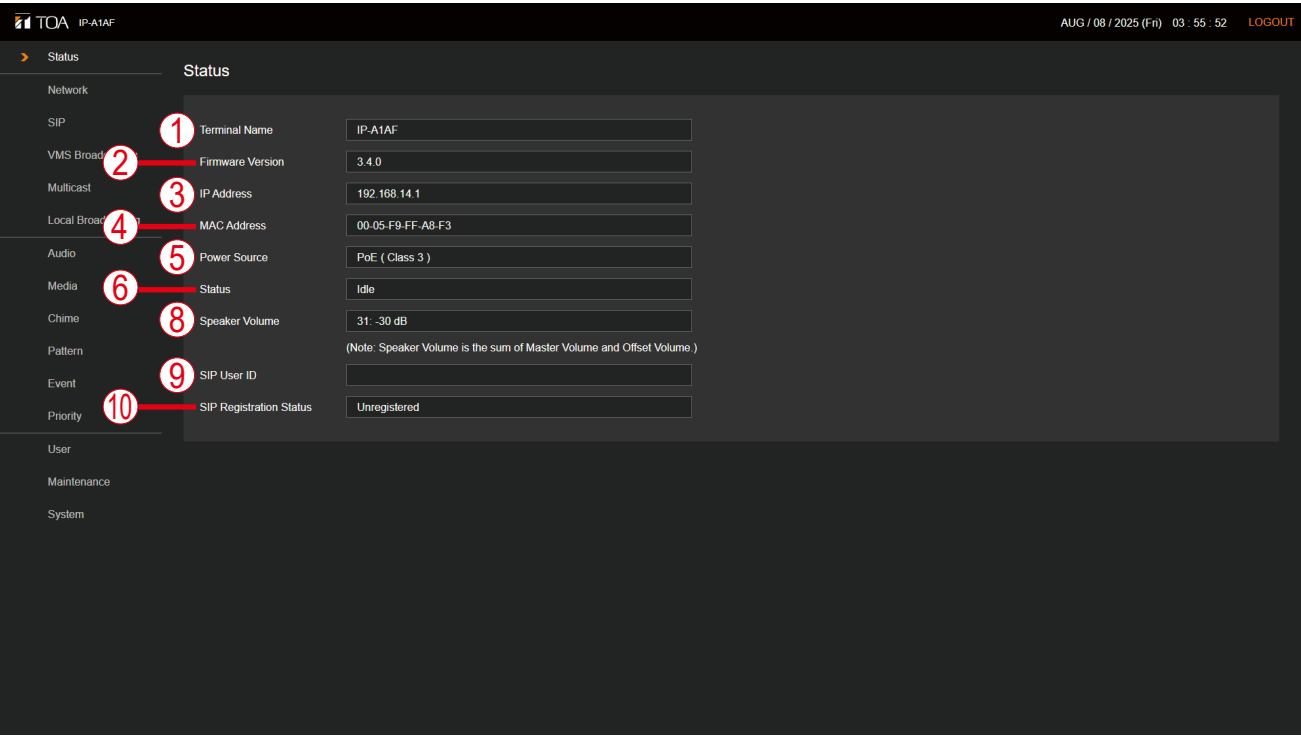 TOA IP-A1AF AUG / 08 / 2025 (Fri) 03 : 55 : 52 LOGOUT
Status
Network
SIP
VMS Broad
Multicast
Local Broad
Audio
Media
Chime
Pattern
Event
Priority
User
Maintenance
System
Status
1 Terminal Name IP-A1AF
2 Firmware Version 3.4.0
3 IP Address 192.168.14.1
4 MAC Address 00-05-F9-FF-A8-F3
5 Power Source PoE ( Class 3 )
6 Status Idle
8 Speaker Volume 31: -30 dB
(Note: Speaker Volume is the sum of Master Volume and Offset Volume.)
9 SIP User ID
10 SIP Registration Status Unregistered